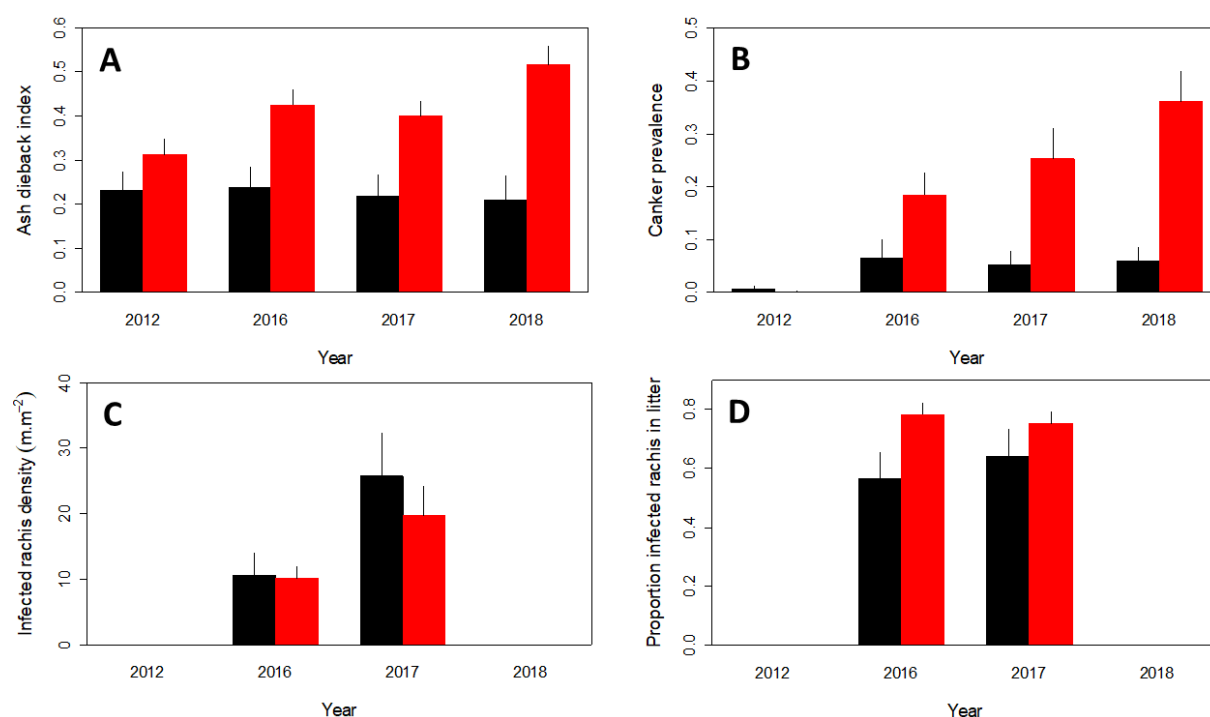 A
Ash dieback index
0.0 0.1 0.2 0.3 0.4 0.5 0.6
2012 2016 2017 2018
Year
B
Canker prevalence
0.0 0.1 0.2 0.3 0.4 0.5
2012 2016 2017 2018
Year
C
Infected rachis density (m.m⁻²)
0 10 20 30 40
2012 2016 2017 2018
Year
D
Proportion infected rachis in litter
0.0 0.2 0.4 0.6 0.8
2012 2016 2017 2018
Year